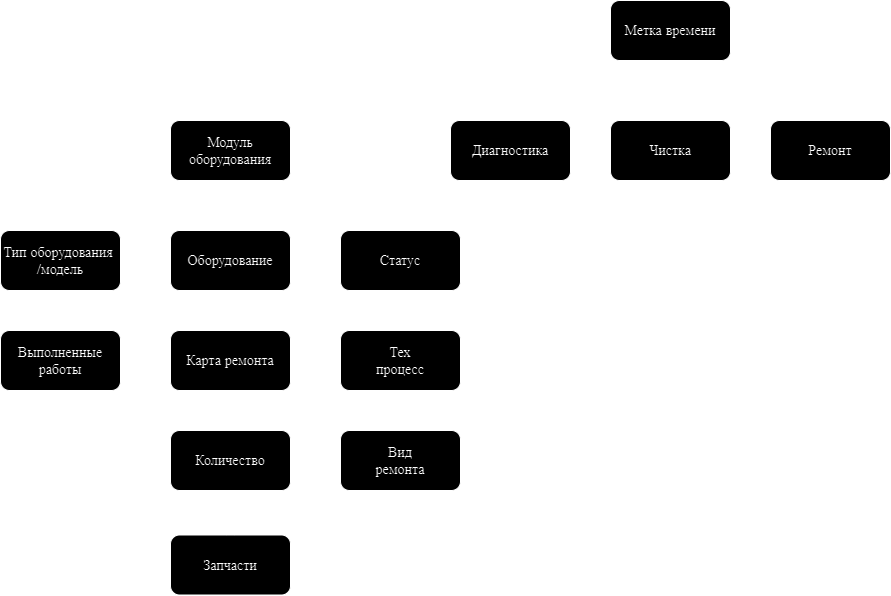 Метка времени
Модуль
оборудования
Диагностика
Чистка
Ремонт
Тип оборудования
/модель
Оборудование
Статус
Выполненные
работы
Карта ремонта
Тех
процесс
Количество
Вид
ремонта
Запчасти